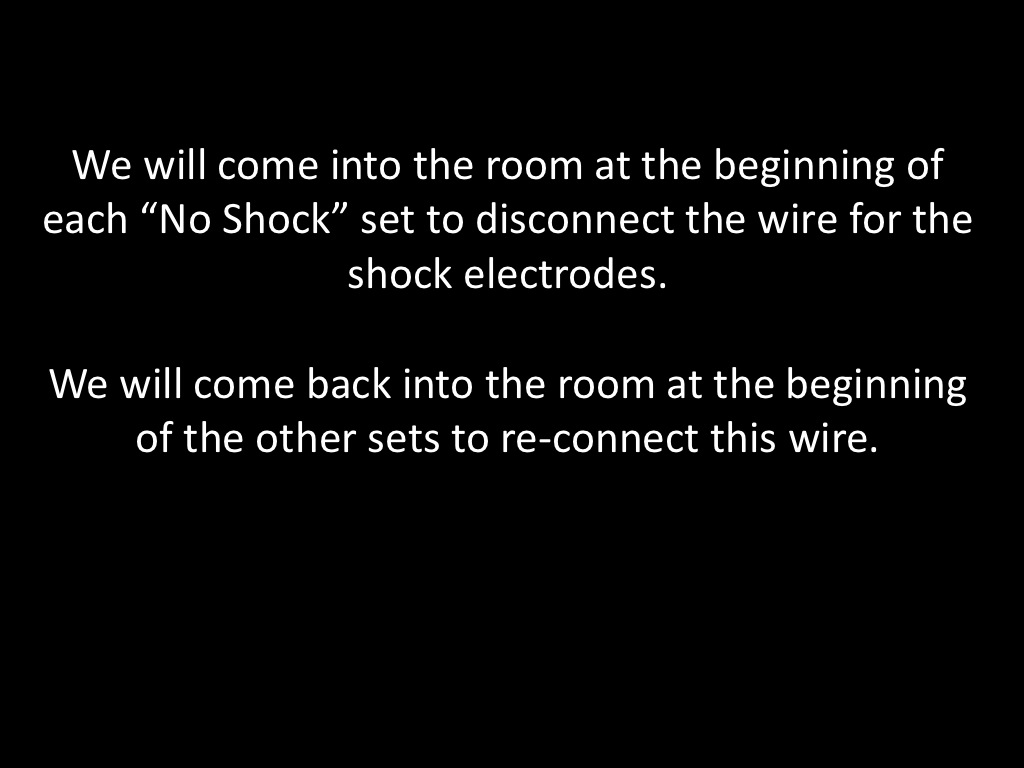 We will come into the room at the beginning of
each “No Shock” set to disconnect the wire for the
shock electrodes.
We will come back into the room at the beginning
of the other sets to re-connect this wire.